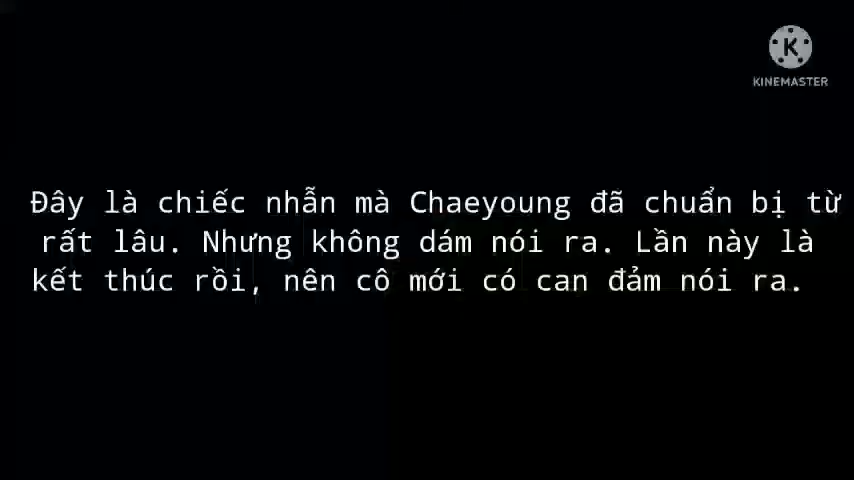 KINEMASTER
Đây là chiếc nhẫn mà Chaeyoung đã chuẩn bị từ
rất lâu. Nhưng không dám nói ra. Lần này là
kết thúc rồi, nên cô mới có can đảm nói ra.